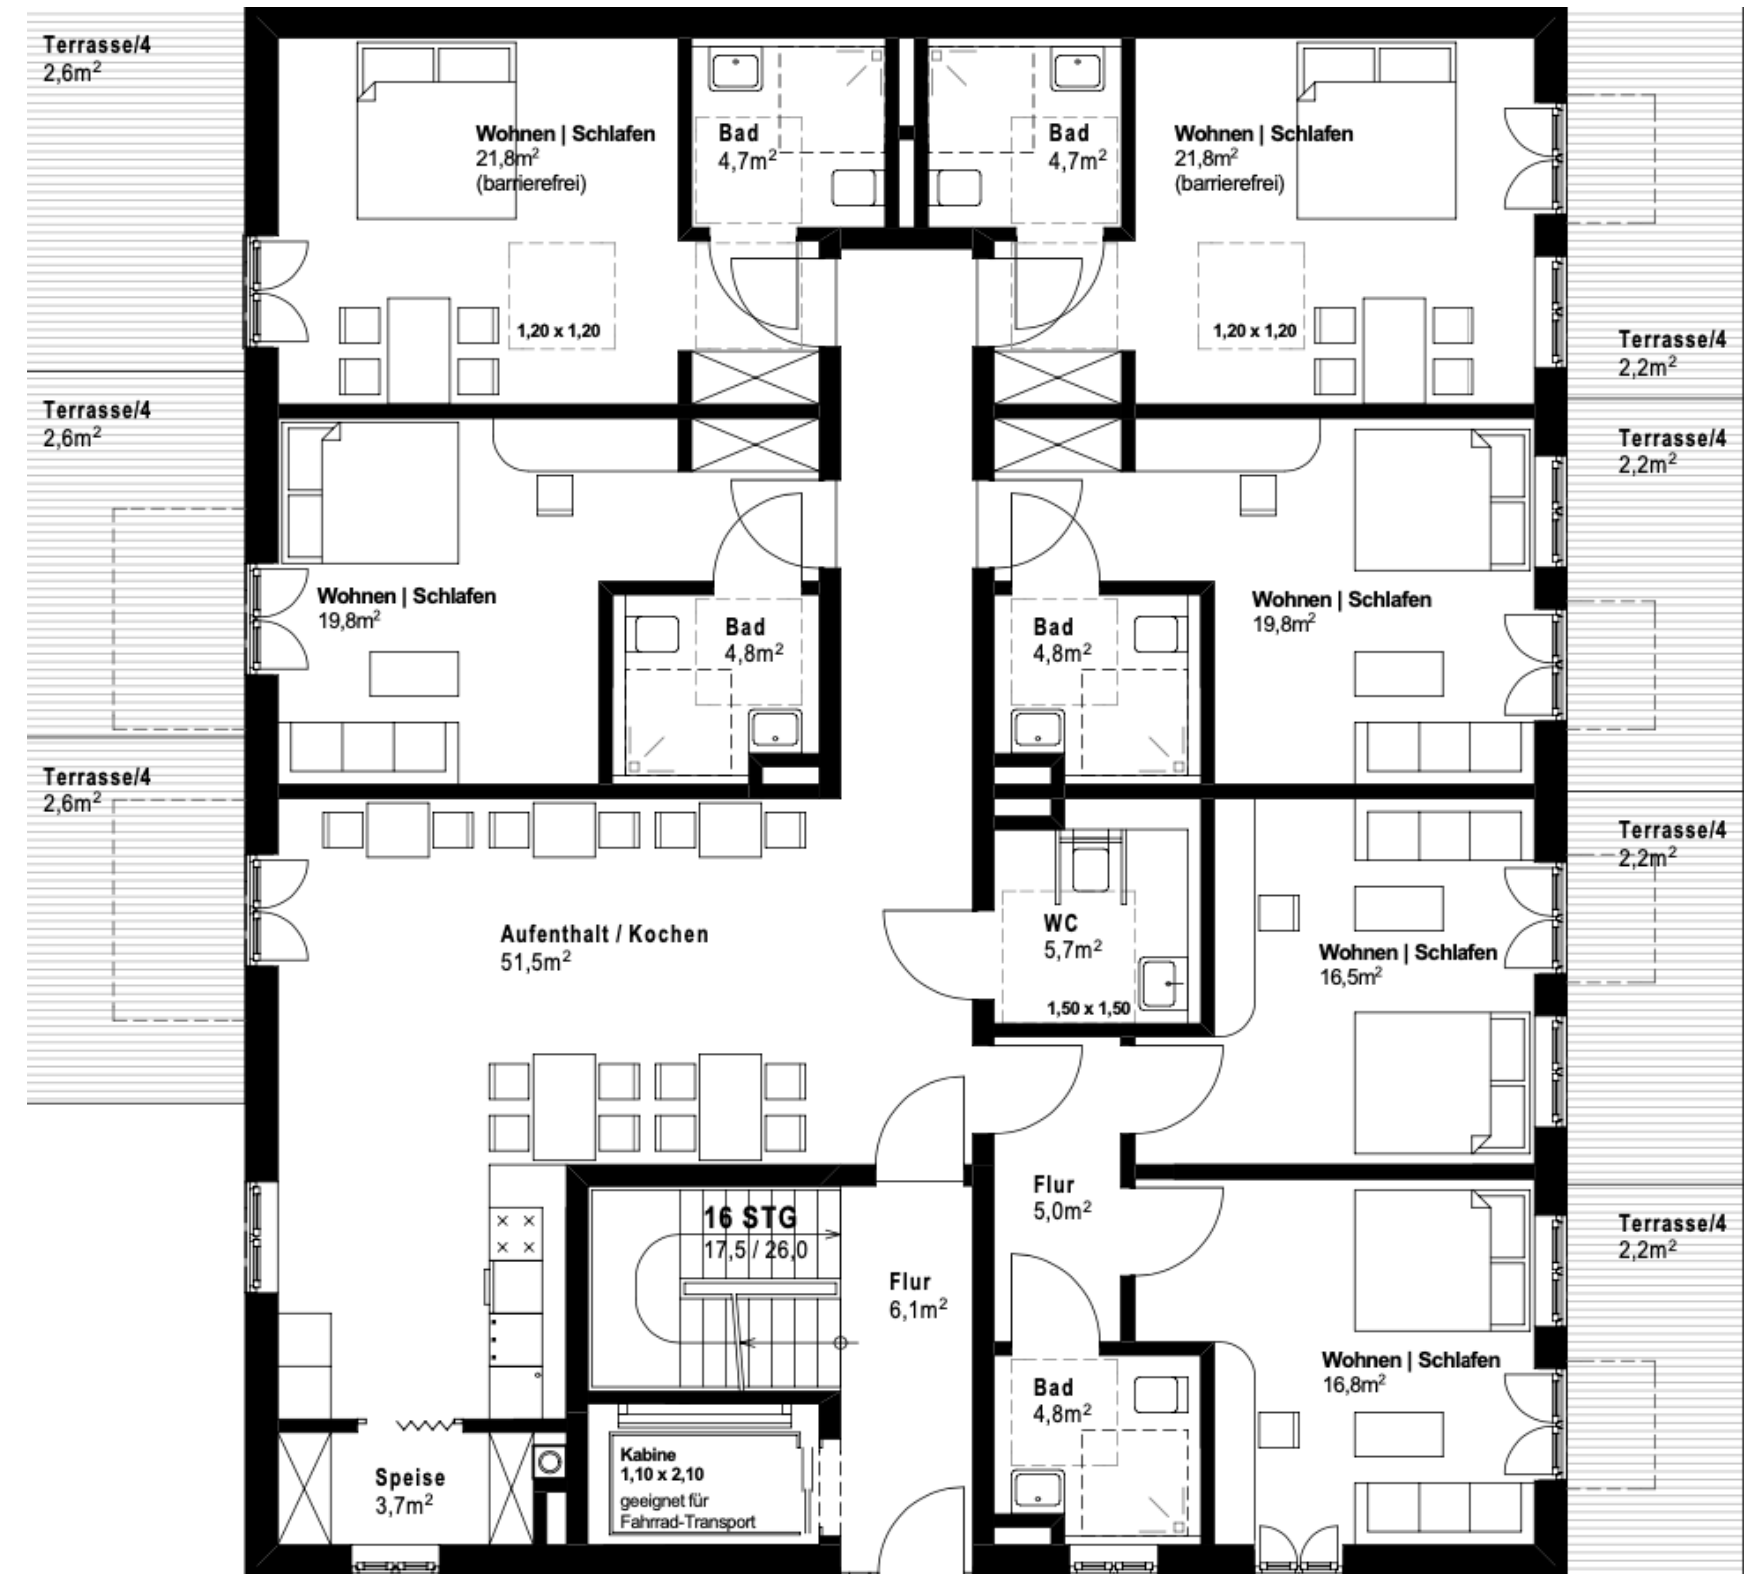 Terrasse/4
2,6m²
Wohnen | Schlafen
21,8m²
(barrierefrei)
Bad
4,7m²
Bad
4,7m²
Wohnen | Schlafen
21,8m²
(barrierefrei)
1,20 x 1,20
1,20 x 1,20
Terrasse/4
2,2m²
Terrasse/4
2,6m²
Terrasse/4
2,2m²
Wohnen | Schlafen
19,8m²
Bad
4,8m²
Bad
4,8m²
Wohnen | Schlafen
19,8m²
Terrasse/4
2,6m²
Terrasse/4
2,2m²
Aufenthalt / Kochen
51,5m²
WC
5,7m²
1,50 x 1,50
Wohnen | Schlafen
16,5m²
16 STG
17,5 / 26,0
Flur
5,0m²
Terrasse/4
2,2m²
Flur
6,1m²
Wohnen | Schlafen
16,8m²
Bad
4,8m²
Speise
3,7m²
Kabine
1,10 x 2,10
geeignet für
Fahrrad-Transport